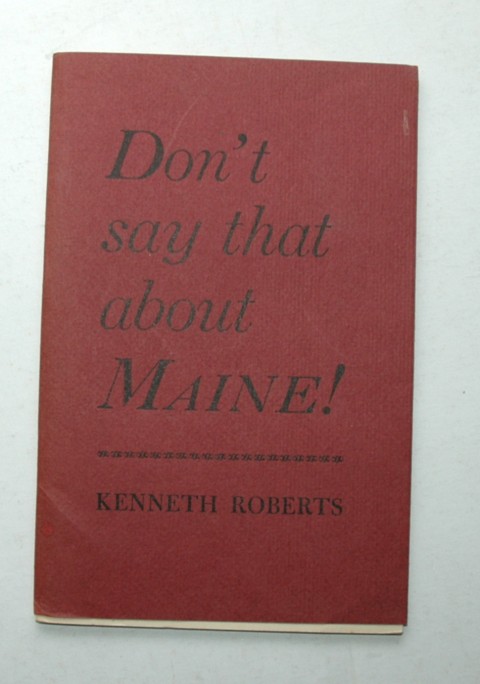 Don't
say that
about
MAINE!
KENNETH ROBERTS